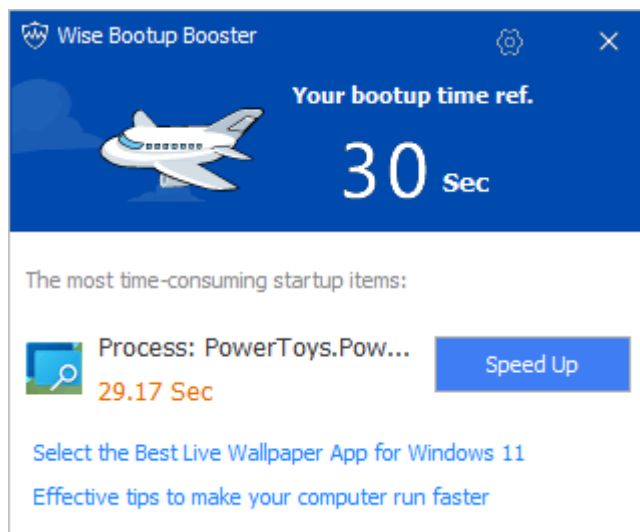 Wise Bootup Booster
Your bootup time ref.
30 Sec
The most time-consuming startup items:
Process: PowerToys.Pow...
29.17 Sec
Speed Up
Select the Best Live Wallpaper App for Windows 11
Effective tips to make your computer run faster